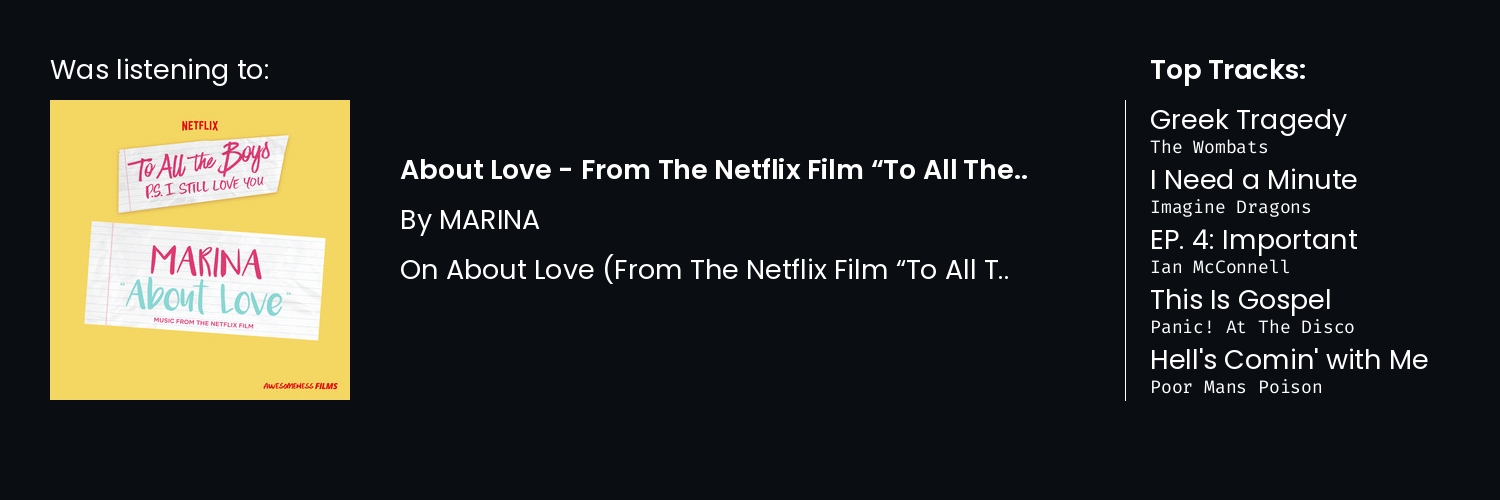 Was listening to:
NETFLIX
To All the Boys
P.S. I STILL LOVE YOU
MARINA
"About Love"
MUSIC FROM THE NETFLIX FILM
AWESOMENESS FILMS
About Love - From The Netflix Film “To All The..
By MARINA
On About Love (From The Netflix Film “To All T..
Top Tracks:
Greek Tragedy
The Wombats
I Need a Minute
Imagine Dragons
EP. 4: Important
Ian McConnell
This Is Gospel
Panic! At The Disco
Hell's Comin' with Me
Poor Mans Poison